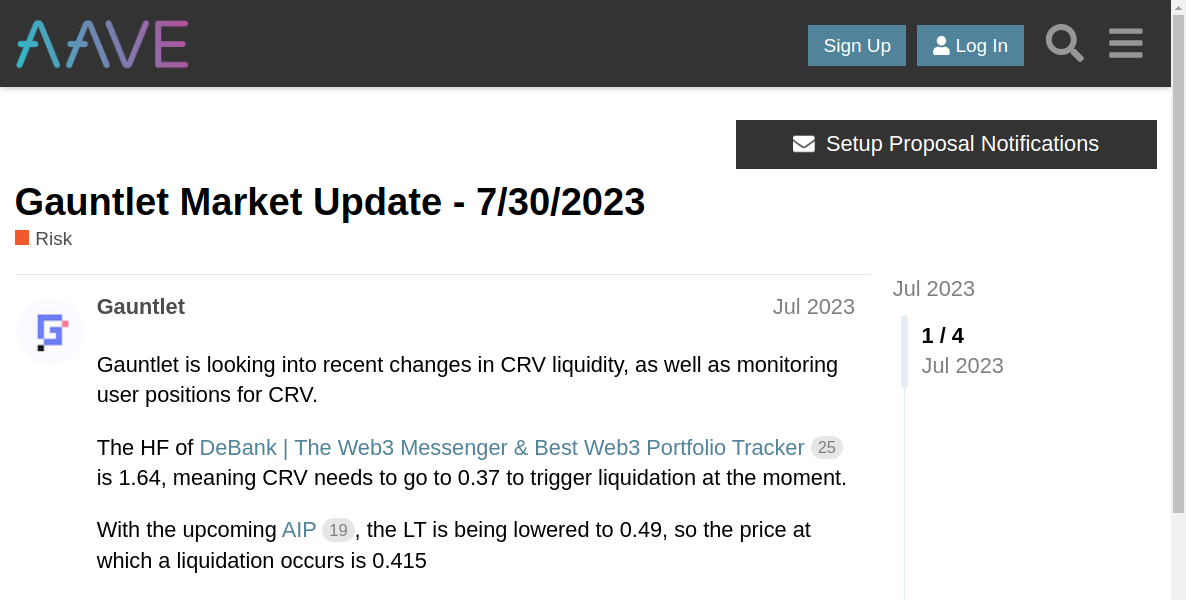 AAVE
Sign Up
Log In
Setup Proposal Notifications
Gauntlet Market Update - 7/30/2023
Risk
Gauntlet
Jul 2023
Gauntlet is looking into recent changes in CRV liquidity, as well as monitoring
user positions for CRV.
The HF of DeBank | The Web3 Messenger & Best Web3 Portfolio Tracker 25
is 1.64, meaning CRV needs to go to 0.37 to trigger liquidation at the moment.
With the upcoming AIP 19, the LT is being lowered to 0.49, so the price at
which a liquidation occurs is 0.415
Jul 2023
1 / 4
Jul 2023